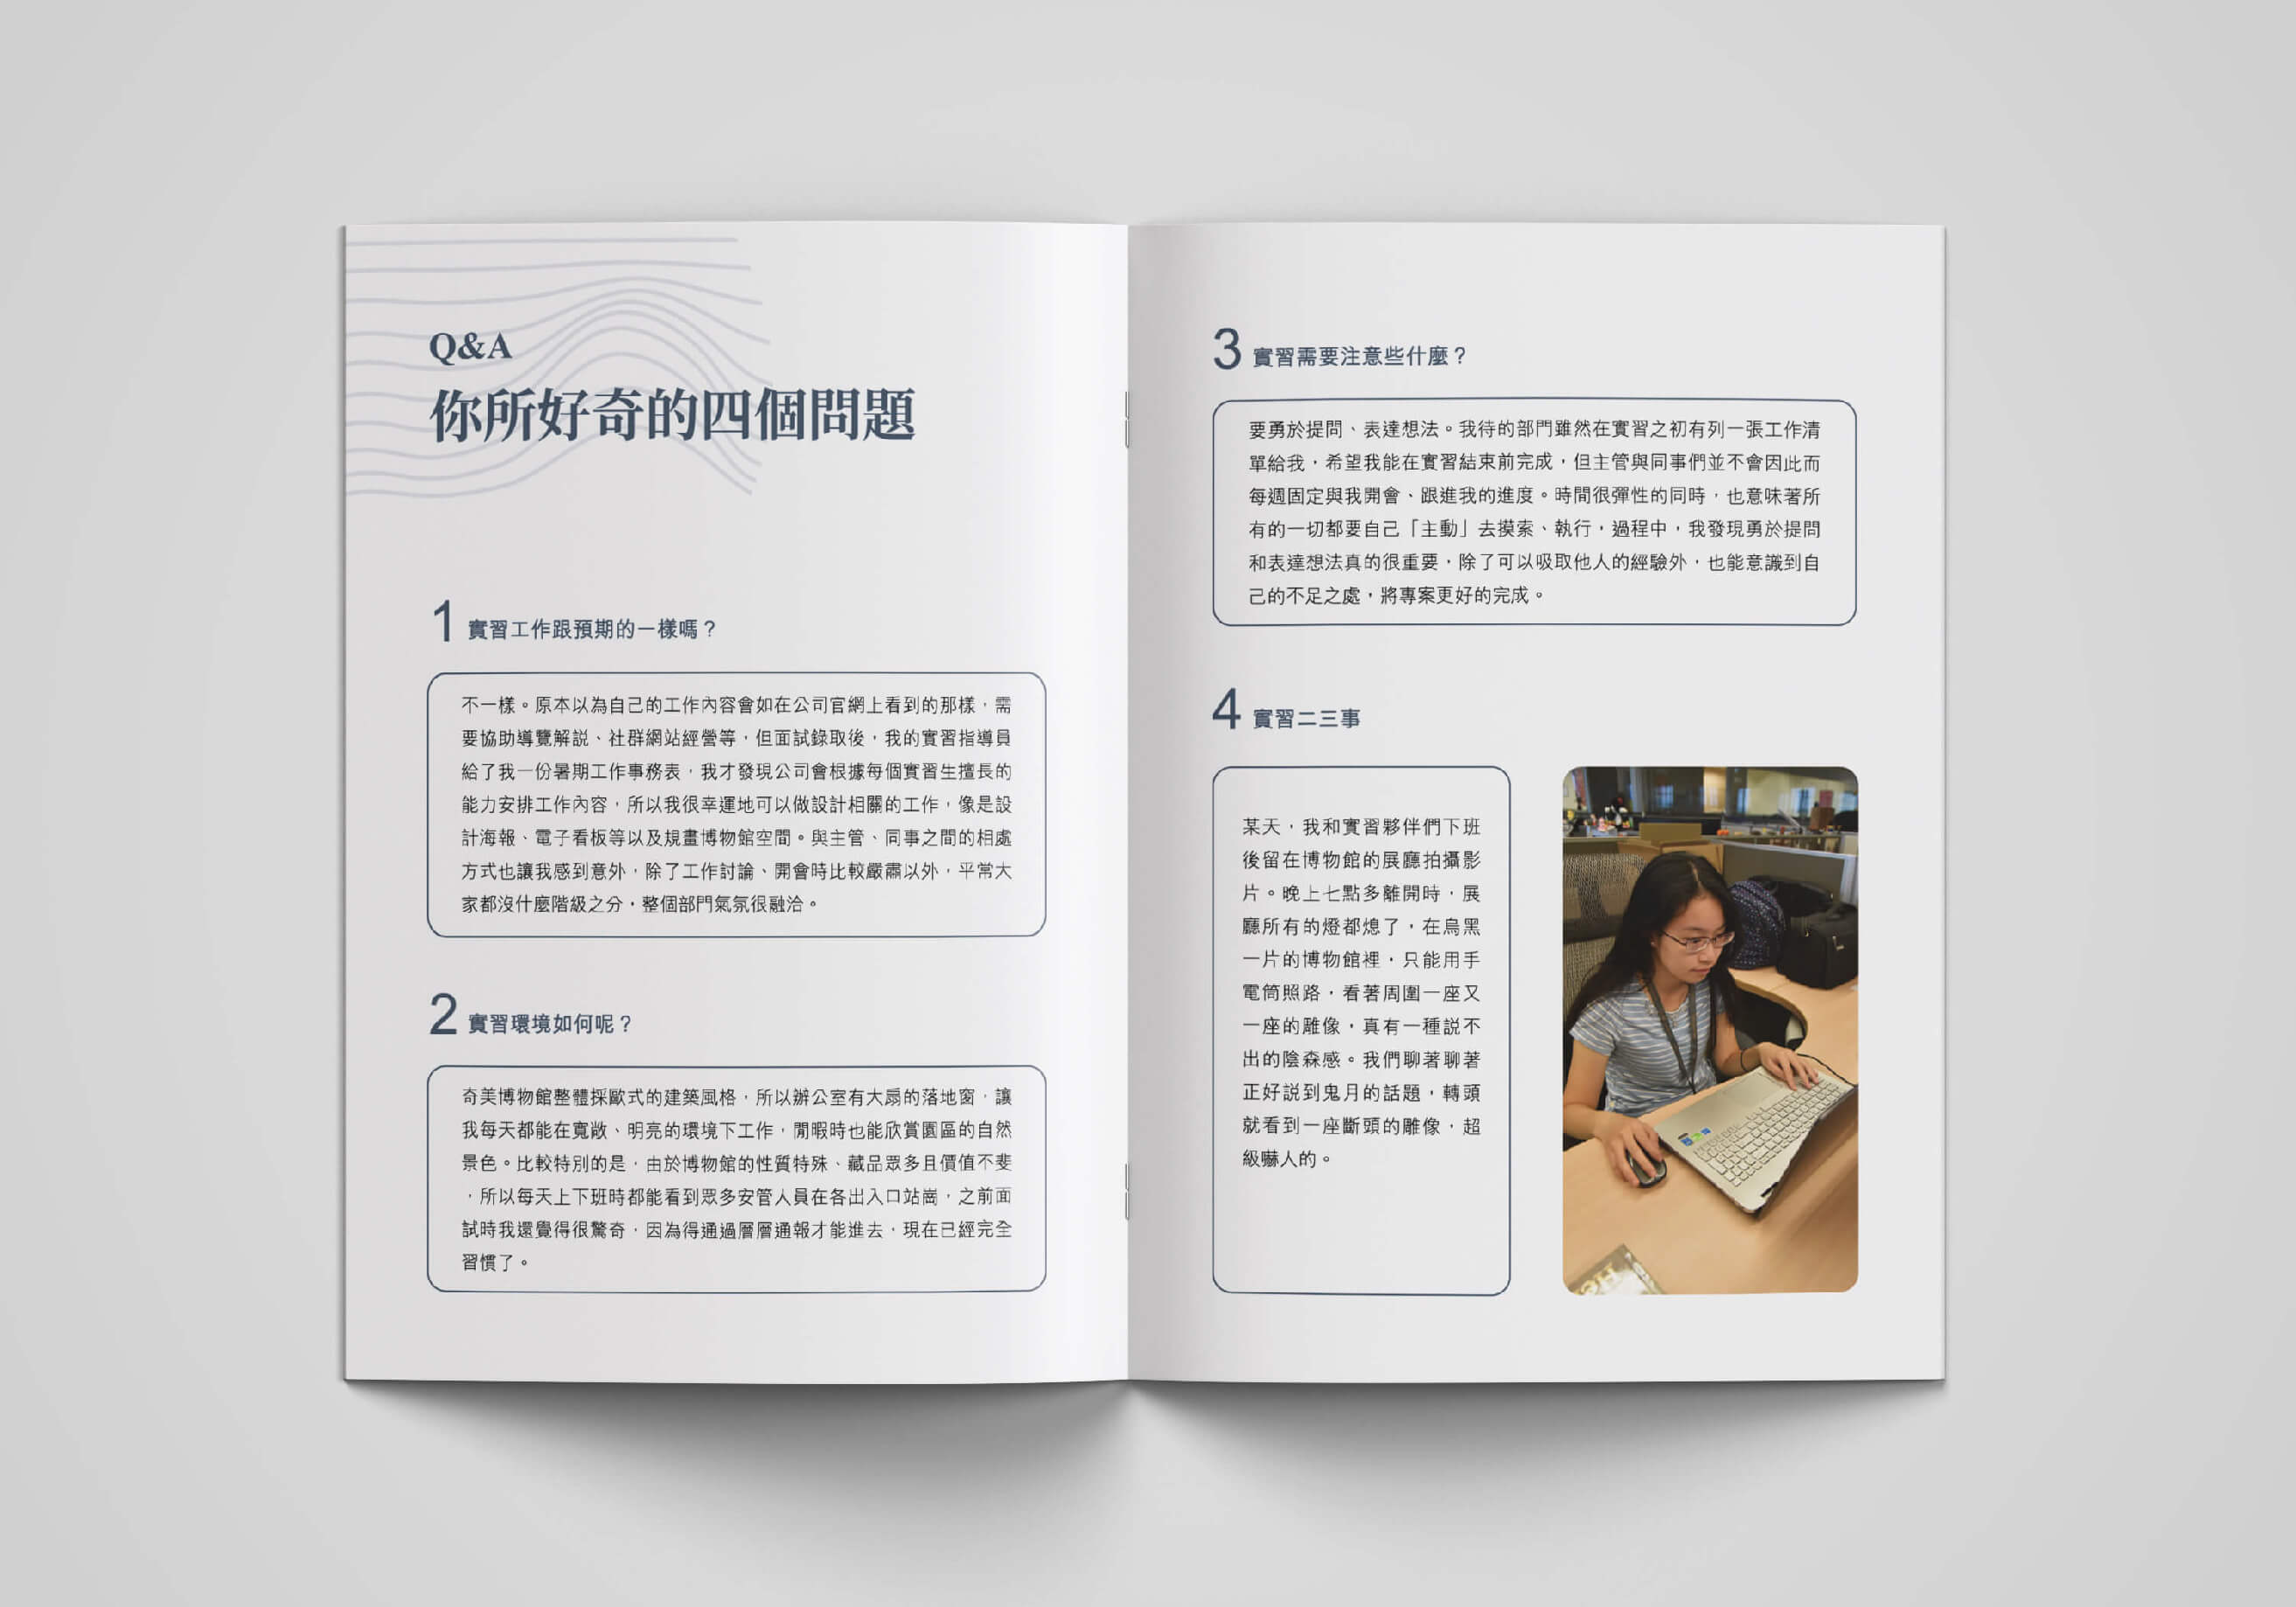 Q&A
你所好奇的四個問題
1 實習工作跟預期的一樣嗎？
不一樣。原本以為自己的工作內容會如在公司官網上看到的那樣，需
要協助導覽解說、社群網站經營等，但面試錄取後，我的實習指導員
給了我一份暑期工作事務表，我才發現公司會根據每個實習生擅長的
能力安排工作內容，所以我很幸運地可以做設計相關的工作，像是設
計海報、電子看板等以及規畫博物館空間。與主管、同事之間的相處
方式也讓我感到意外，除了工作討論、開會時比較嚴肅以外，平常大
家都沒什麼階級之分，整個部門氣氛很融洽。
2 實習環境如何呢？
奇美博物館整體採歐式的建築風格，所以辦公室有大扇的落地窗，讓
我每天都能在寬敞、明亮的環境下工作，閒暇時也能欣賞園區的自然
景色。比較特別的是，由於博物館的性質特殊、藏品眾多且價值不斐
，所以每天上下班時都能看到眾多安管人員在各出入口站崗，之前面
試時我還覺得很驚奇，因為得通過層層通報才能進去，現在已經完全
習慣了。
3 實習需要注意些什麼？
要勇於提問、表達想法。我待的部門雖然在實習之初有列一張工作清
單給我，希望我能在實習結束前完成，但主管與同事們並不會因此而
每週固定與我開會、跟進我的進度。時間很彈性的同時，也意味著所
有的一切都要自己「主動」去摸索、執行，過程中，我發現勇於提問
和表達想法真的很重要，除了可以吸取他人的經驗外，也能意識到自
己的不足之處，將專案更好的完成。
4 實習二三事
某天，我和實習夥伴們下班
後留在博物館的展廳拍攝影
片。晚上七點多離開時，展
廳所有的燈都熄了，在烏黑
一片的博物館裡，只能用手
電筒照路，看著周圍一座又
一座的雕像，真有一種說不
出的陰森感。我們聊著聊著
正好說到鬼月的話題，轉頭
就看到一座斷頭的雕像，超
級嚇人的。